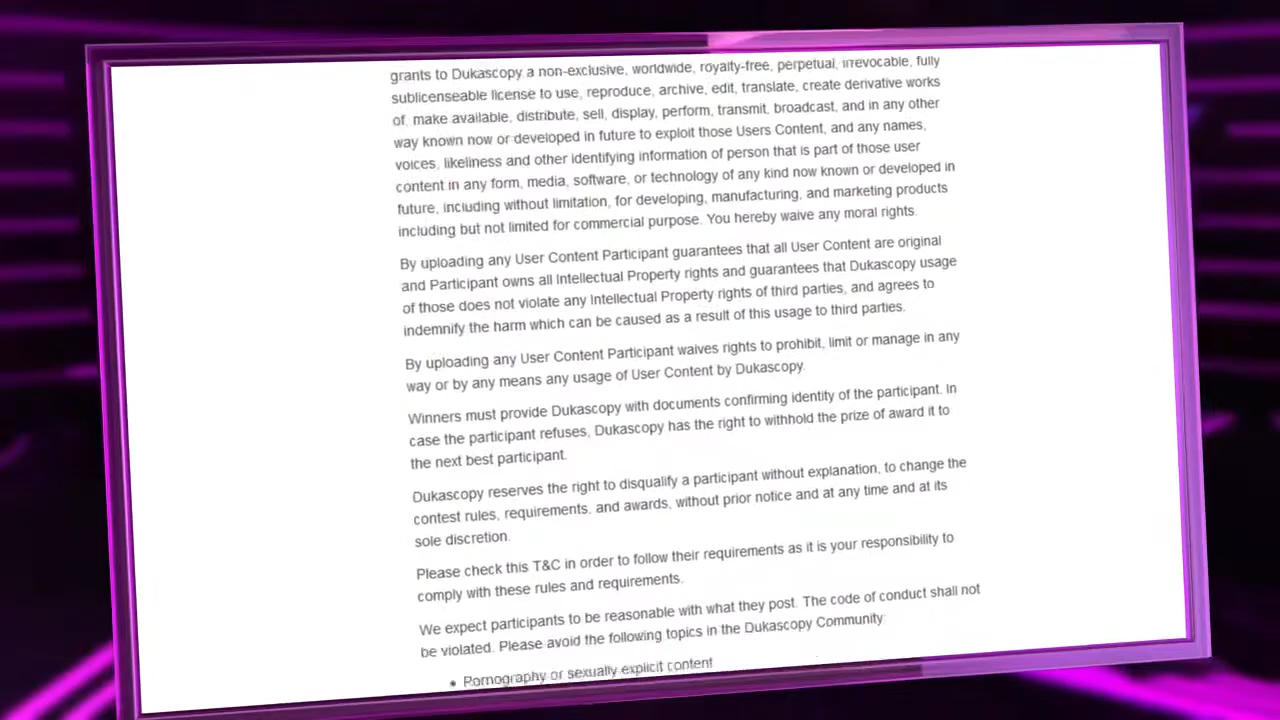 grants to Dukascopy a non-exclusive, worldwide, royalty-free, perpetual, irrevocable, fully
sublicenseable license to use, reproduce, archive, edit, translate, create derivative works
of, make available, distribute, sell, display, perform, transmit, broadcast, and in any other
way known now or developed in future to exploit those Users Content, and any names,
voices, likeliness and other identifying information of person that is part of those user
content in any form, media, software, or technology of any kind now known or developed in
future, including without limitation, for developing, manufacturing, and marketing products
including but not limited for commercial purpose. You hereby waive any moral rights.
By uploading any User Content Participant guarantees that all User Content are original
and Participant owns all Intellectual Property rights and guarantees that Dukascopy usage
of those does not violate any Intellectual Property rights of third parties, and agrees to
indemnify the harm which can be caused as a result of this usage to third parties.
By uploading any User Content Participant waives rights to prohibit, limit or manage in any
way or by any means any usage of User Content by Dukascopy.
Winners must provide Dukascopy with documents confirming identity of the participant. In
case the participant refuses, Dukascopy has the right to withhold the prize of award it to
the next best participant.
Dukascopy reserves the right to disqualify a participant without explanation, to change the
contest rules, requirements, and awards, without prior notice and at any time and at its
sole discretion.
Please check this T&C in order to follow their requirements as it is your responsibility to
comply with these rules and requirements.
We expect participants to be reasonable with what they post. The code of conduct shall not
be violated. Please avoid the following topics in the Dukascopy Community:
• Pornography or sexually explicit content